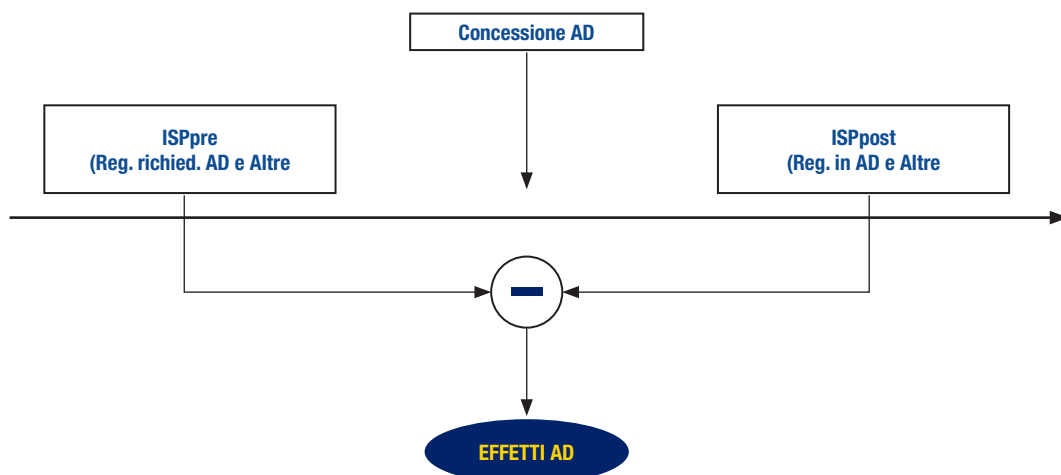 Concessione AD
ISPpre
(Reg. richied. AD e Altre
ISPpost
(Reg. in AD e Altre
EFFETTI AD